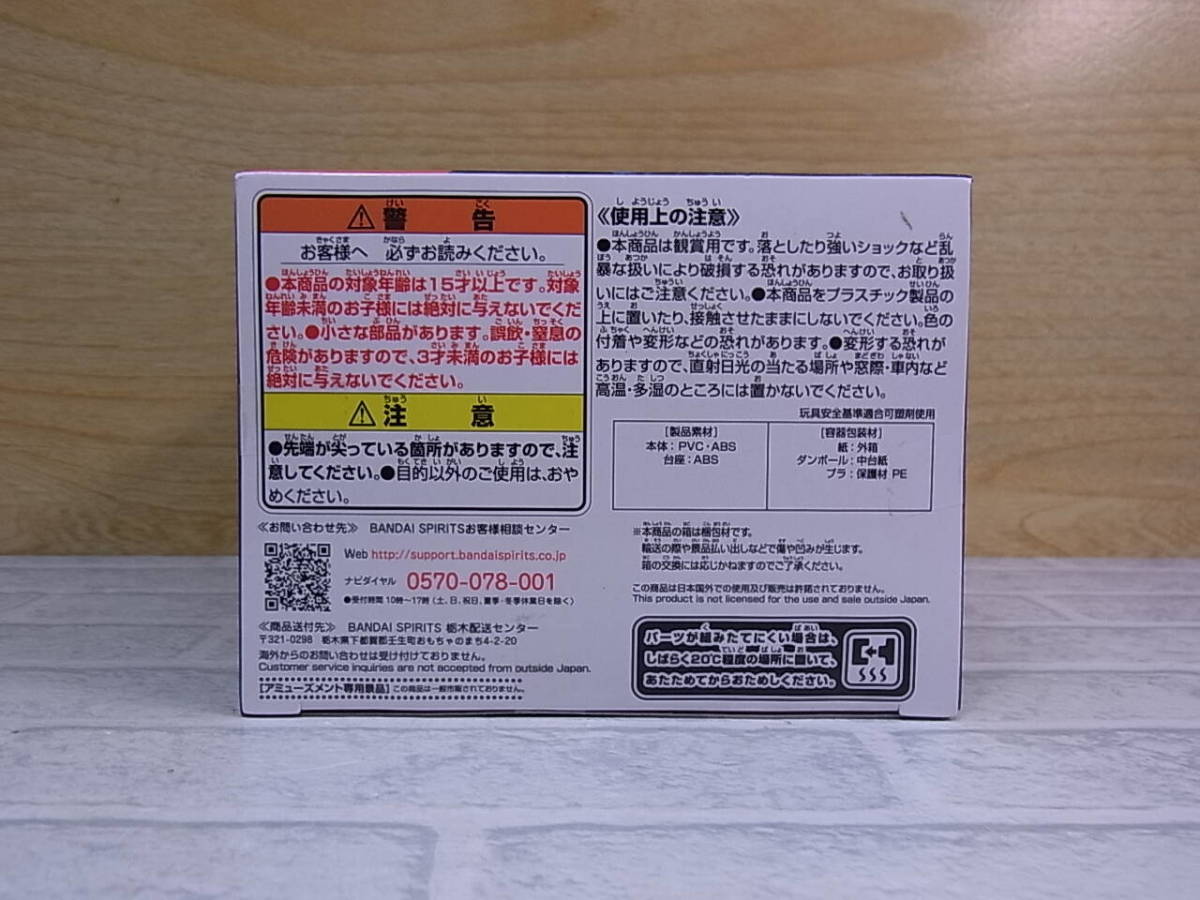 ⚠警告
お客様へ 必ずお読みください。
●本商品の対象年齢は15才以上です。対象
年齢未満のお子様には絶対に与えないでくだ
さい。●小さな部品があります。誤飲・窒息の
危険がありますので、3才未満のお子様には
絶対に与えないでください。
⚠注意
●先端が尖っている箇所がありますので、注
意してください。●目的以外のご使用は、おや
めください。
≪お問い合わせ先≫ BANDAI SPIRITSお客様相談センター
Web http://support.bandaispirits.co.jp
ナビダイヤル 0570-078-001
●受付時間 10時〜17時(土、日、祝日、夏季・冬季休業日を除く)
≪商品送付先≫ BANDAI SPIRITS 栃木配送センター
〒321-0298 栃木県下都賀郡壬生町おもちゃのまち4-2-20
海外からのお問い合わせは受け付けておりません。
Customer service inquiries are not accepted from outside Japan.
[アミューズメント専用景品] この商品は一般市販されておりません。
≪使用上の注意≫
●本商品は観賞用です。落としたり強いショックなど乱
暴な扱いにより破損する恐れがありますので、お取り扱
いにはご注意ください。●本商品をプラスチック製品の
上に置いたり、接触させたままにしないでください。色の
付着や変形などの恐れがあります。●変形する恐れが
ありますので、直射日光の当たる場所や窓際・車内など
高温・多湿のところには置かないでください。
玩具安全基準適合可塑剤使用
[製品素材]
本体:PVC・ABS
台座:ABS
[容器包装材]
紙:外箱
ダンボール:中台紙
プラ:保護材 PE
※本商品の箱は梱包材です。
輸送の際や景品払い出しなどで傷や凹みが生じます。
箱の交換には応じかねますのでご了承ください。
この商品は日本国外での使用及び販売は許諾されておりません。
This product is not licensed for the use and sale outside Japan.
パーツが組みたてにくい場合は、
しばらく20℃程度の場所に置いて、
あたためてからおためしください。